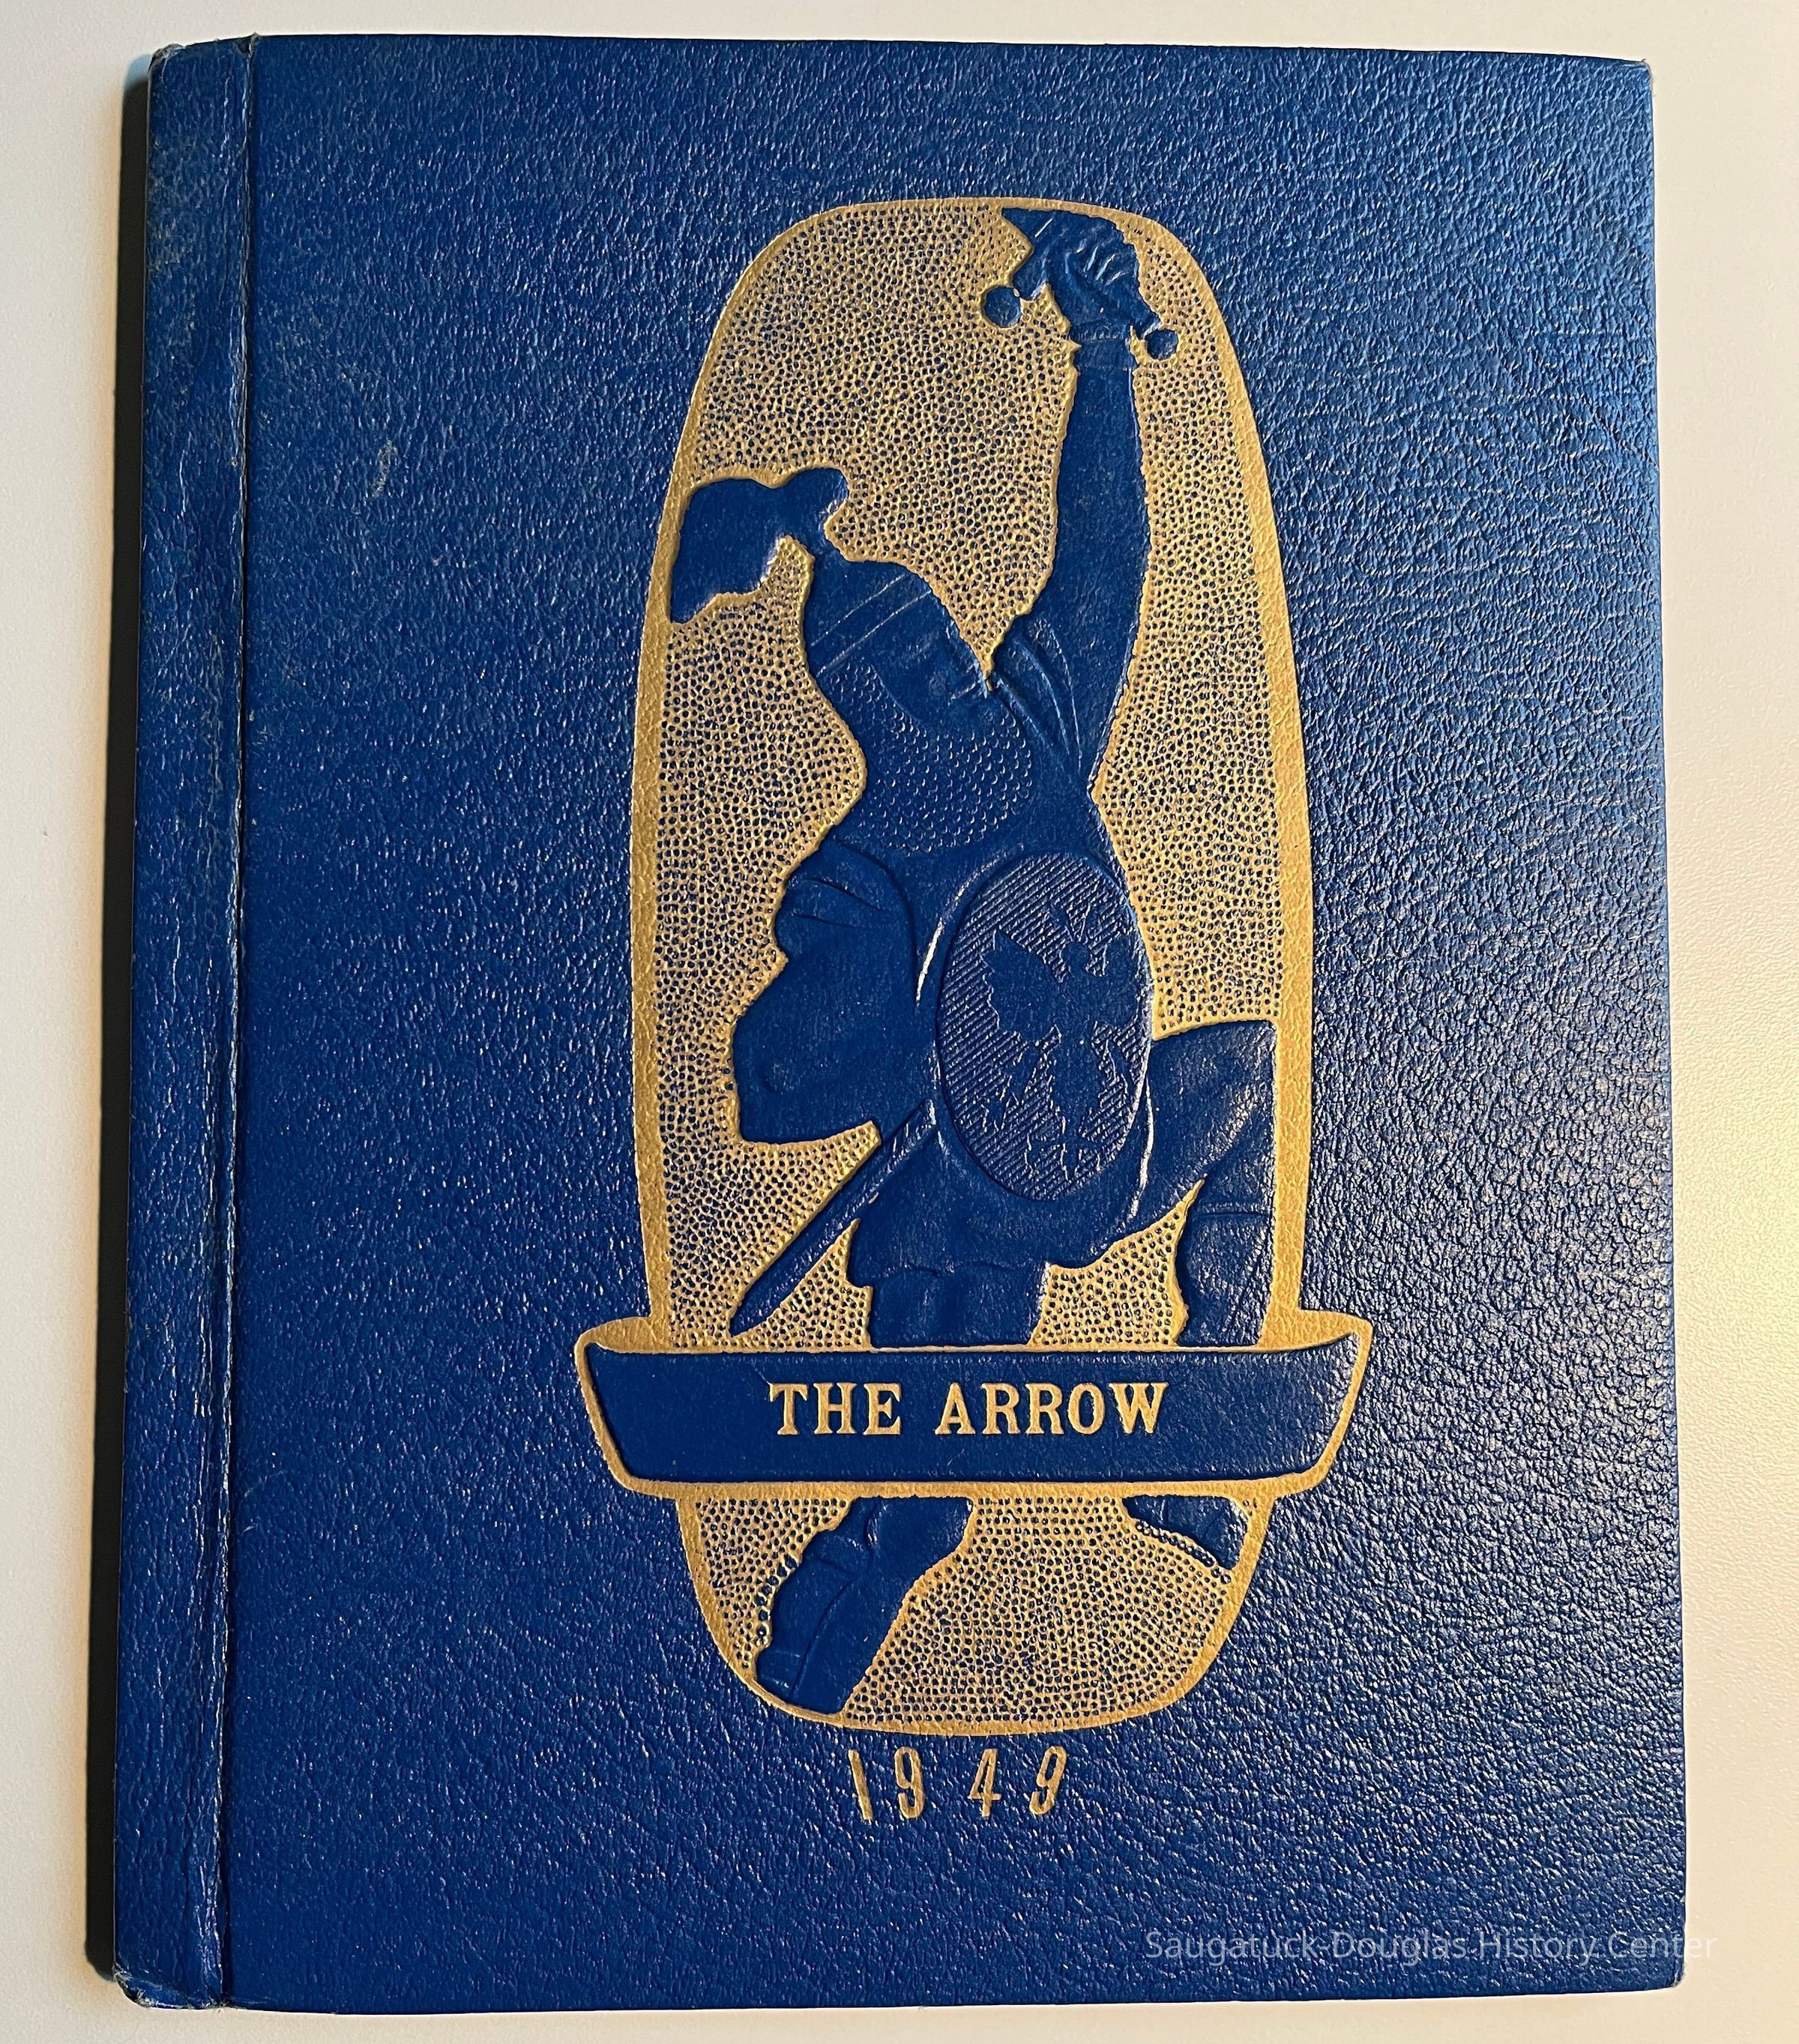 THE ARROW
1949
Saugatuck-Douglas History Center